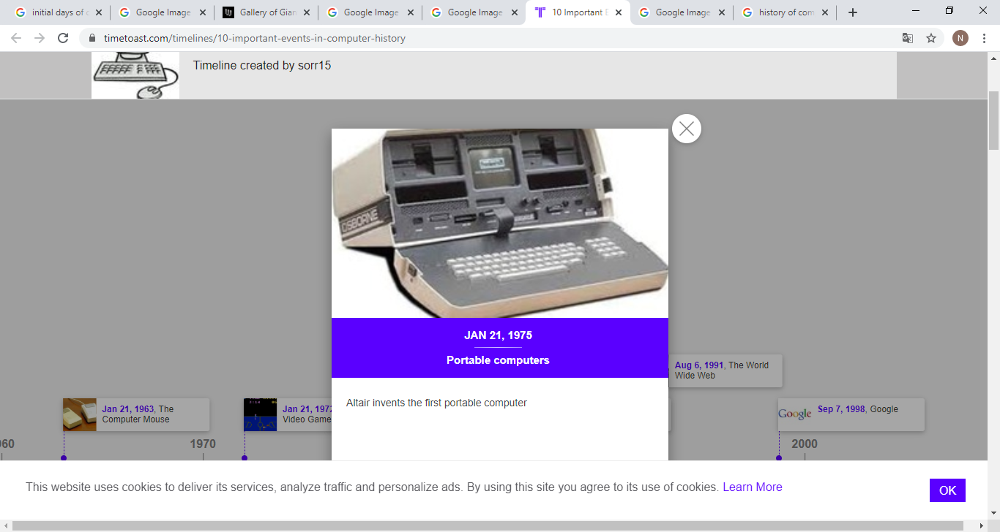 initial days of c
Google Image
Gallery of Gian
Google Image
Google Image
10 Important E
Google Image
history of com
timetoast.com/timelines/10-important-events-in-computer-history
N
Timeline created by sorr15
OSBORNE
JAN 21, 1975
Portable computers
Altair invents the first portable computer
Aug 6, 1991, The World
Wide Web
Jan 21, 1963, The
Computer Mouse
Jan 21, 1972
Video Game
Google
Sep 7, 1998, Google
60
1970
2000
This website uses cookies to deliver its services, analyze traffic and personalize ads. By using this site you agree to its use of cookies. Learn More
OK